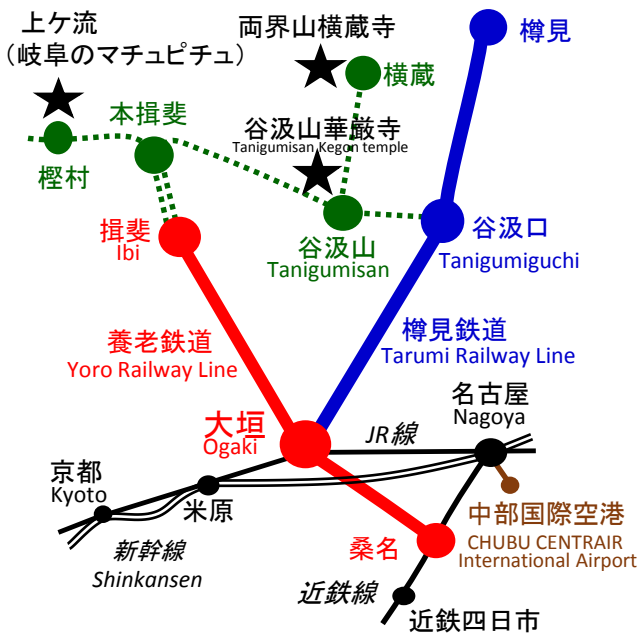 上ケ流
（岐阜のマチュピチュ）
両界山横蔵寺
樽見
横蔵
本揖斐
谷汲山華厳寺
Tanigumisan Kegon temple
樫村
揖斐
Ibi
谷汲山
Tanigumisan
谷汲口
Tanigumiguchi
養老鉄道
Yoro Railway Line
樽見鉄道
Tarumi Railway Line
大垣
Ogaki
JR線
名古屋
Nagoya
京都
Kyoto
米原
新幹線
Shinkansen
桑名
中部国際空港
CHUBU CENTRAIR
International Airport
近鉄線
近鉄四日市